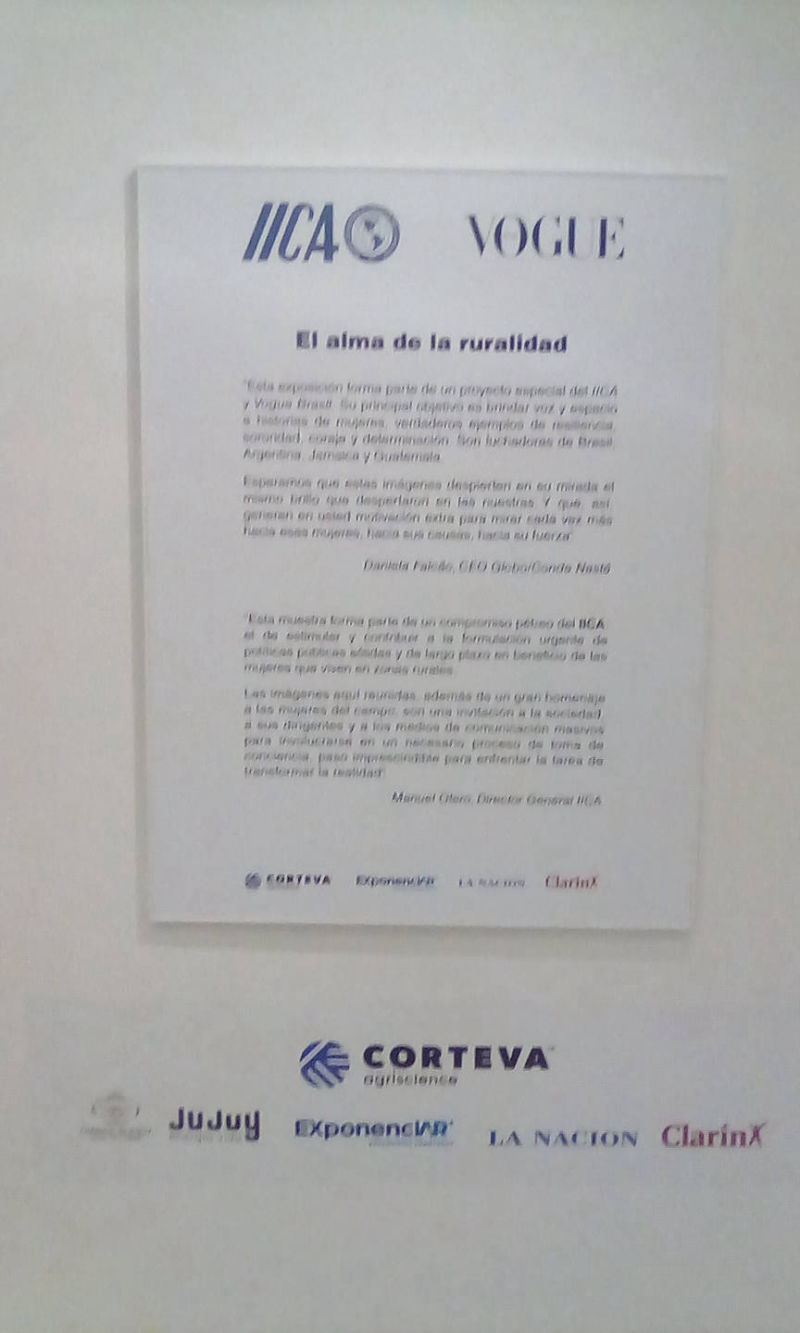 IICA
VOGUE
El alma de la ruralidad
"Esta exposición forma parte de un proyecto especial del IICA
y Vogue Brasil. Su principal objetivo es brindar voz y espacio
a historias de mujeres, verdaderos ejemplos de resiliencia,
sororidad, coraje y determinación. Son luchadoras de Brasil,
Argentina, Jamaica y Guatemala.
Esperamos que estas imágenes despierten en su mirada el
mismo brillo que despertaron en las nuestras. Y que, así,
generen en usted motivación extra para mirar cada vez más
hacia esas mujeres, hacia sus causas, hacia su fuerza"
Daniela Falcão, CEO Globo/Conde Nasté
"Esta muestra forma parte de un compromiso pétreo del IICA
el de estimular y contribuir a la formulación urgente de
políticas públicas sólidas y de largo plazo en beneficio de las
mujeres que viven en zonas rurales.
Las imágenes aquí reunidas, además de un gran homenaje
a las mujeres del campo, son una invitación a la sociedad,
a sus dirigentes y a los medios de comunicación masivos
para involucrarse en un necesario proceso de toma de
conciencia, paso imprescindible para enfrentar la tarea de
transformar la realidad"
Manuel Otero, Director General IICA
CORTEVA
EXponencIAR
LA NACION
ClarinX
CORTEVA
agriscience
JuJuy
EXponencIAR
LA NACION
ClarinX